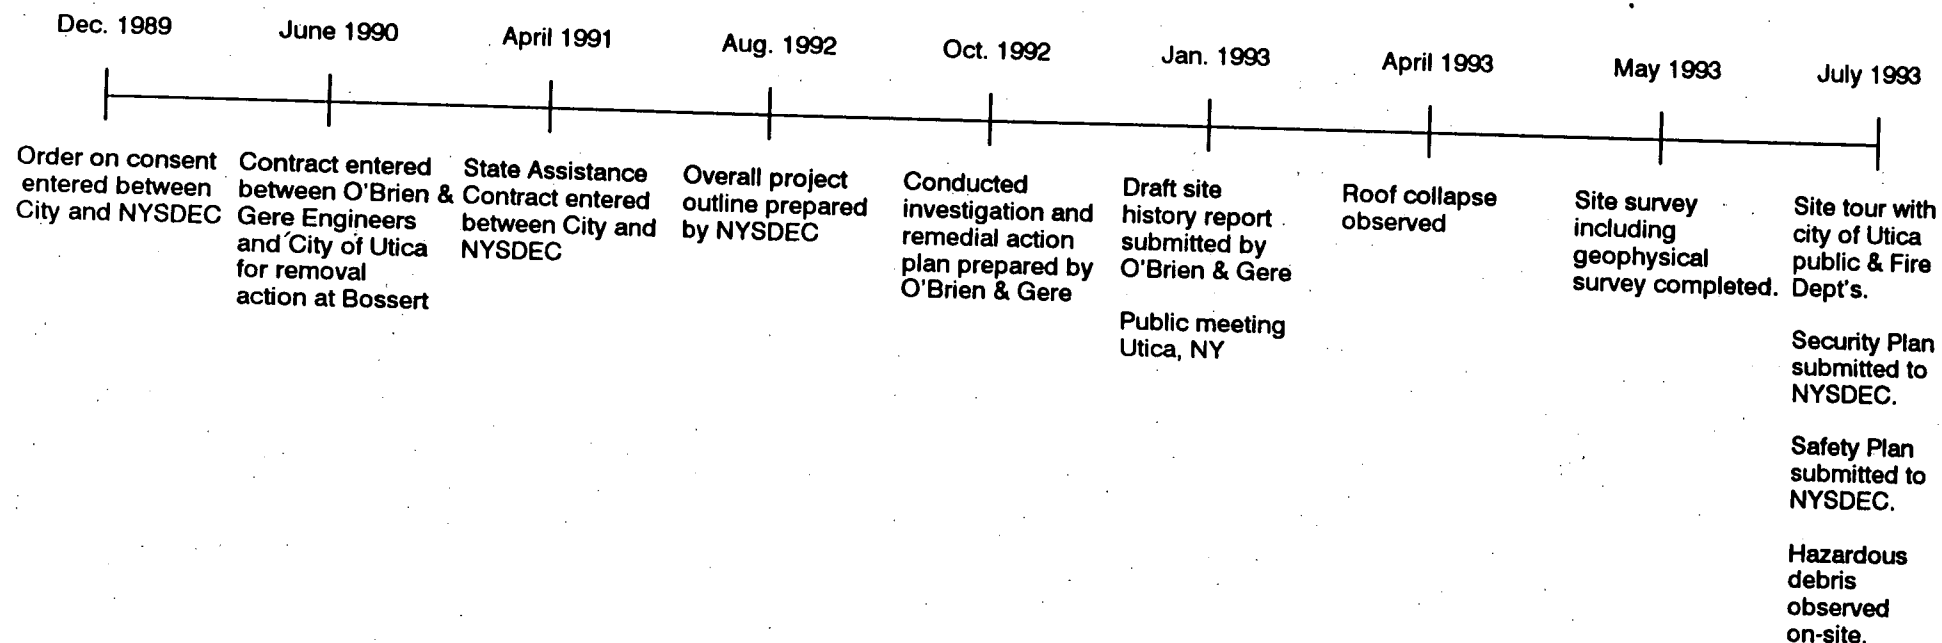 Dec. 1989
June 1990
April 1991
Aug. 1992
Oct. 1992
Jan. 1993
April 1993
May 1993
July 1993
Order on consent
entered between
City and NYSDEC
Contract entered
between O'Brien &
Gere Engineers
and City of Utica
for removal
action at Bossert
State Assistance
Contract entered
between City and
NYSDEC
Overall project
outline prepared
by NYSDEC
Conducted
investigation and
remedial action
plan prepared by
O'Brien & Gere
Draft site
history report
submitted by
O'Brien & Gere
Public meeting
Utica, NY
Roof collapse
observed
Site survey
including
geophysical
survey completed.
Site tour with
city of Utica
public & Fire
Dept's.
Security Plan
submitted to
NYSDEC.
Safety Plan
submitted to
NYSDEC.
Hazardous
debris
observed
on-site.